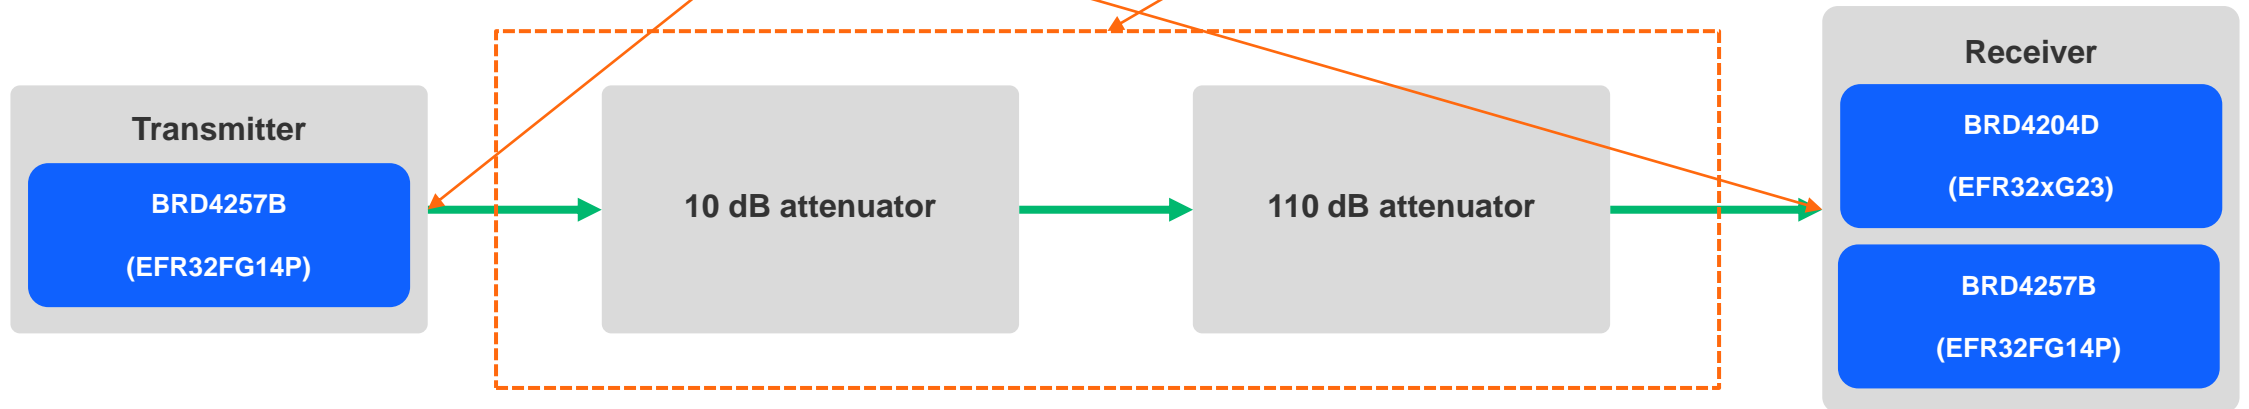 Transmitter
BRD4257B
(EFR32FG14P)
10 dB attenuator
110 dB attenuator
Receiver
BRD4204D
(EFR32xG23)
BRD4257B
(EFR32FG14P)